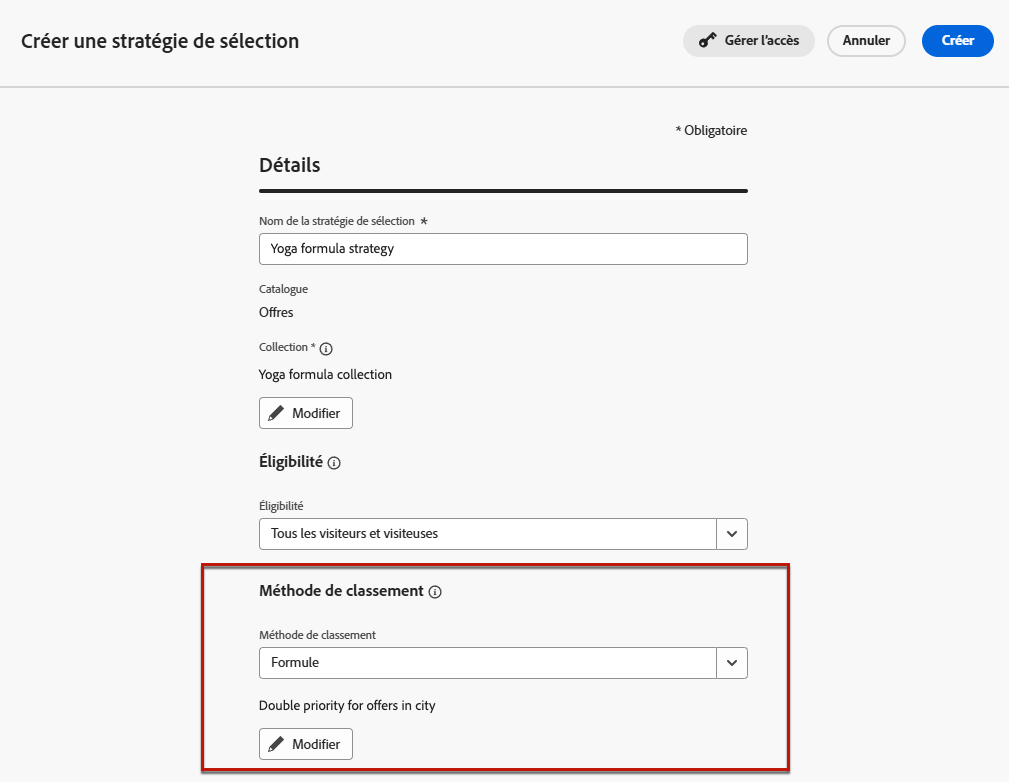 Créer une stratégie de sélection
Gérer l'accès
Annuler
Créer
* Obligatoire
Détails
Nom de la stratégie de sélection *
Yoga formula strategy
Catalogue
Offres
Collection *
Yoga formula collection
Modifier
Éligibilité
Éligibilité
Tous les visiteurs et visiteuses
Méthode de classement
Méthode de classement
Formule
Double priority for offers in city
Modifier